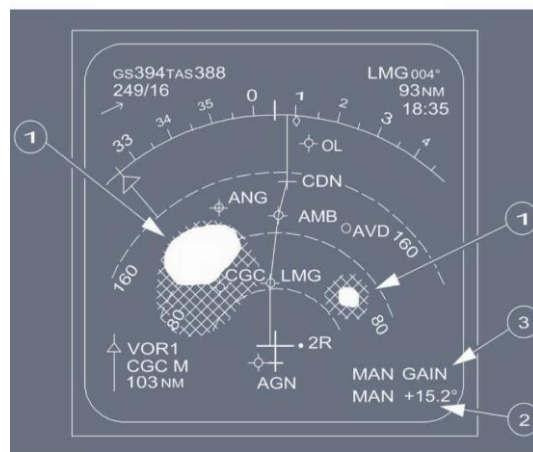 GS394TAS388
249/16
LMG004°
93NM
18:35
33
34
35
0
1
2
3
4
1
OL
CDN
ANG
AMB
AVD
160
1
160
CGC
LMG
80
80
3
VOR1
CGC M
103 NM
2R
AGN
MAN GAIN
MAN +15.2°
2